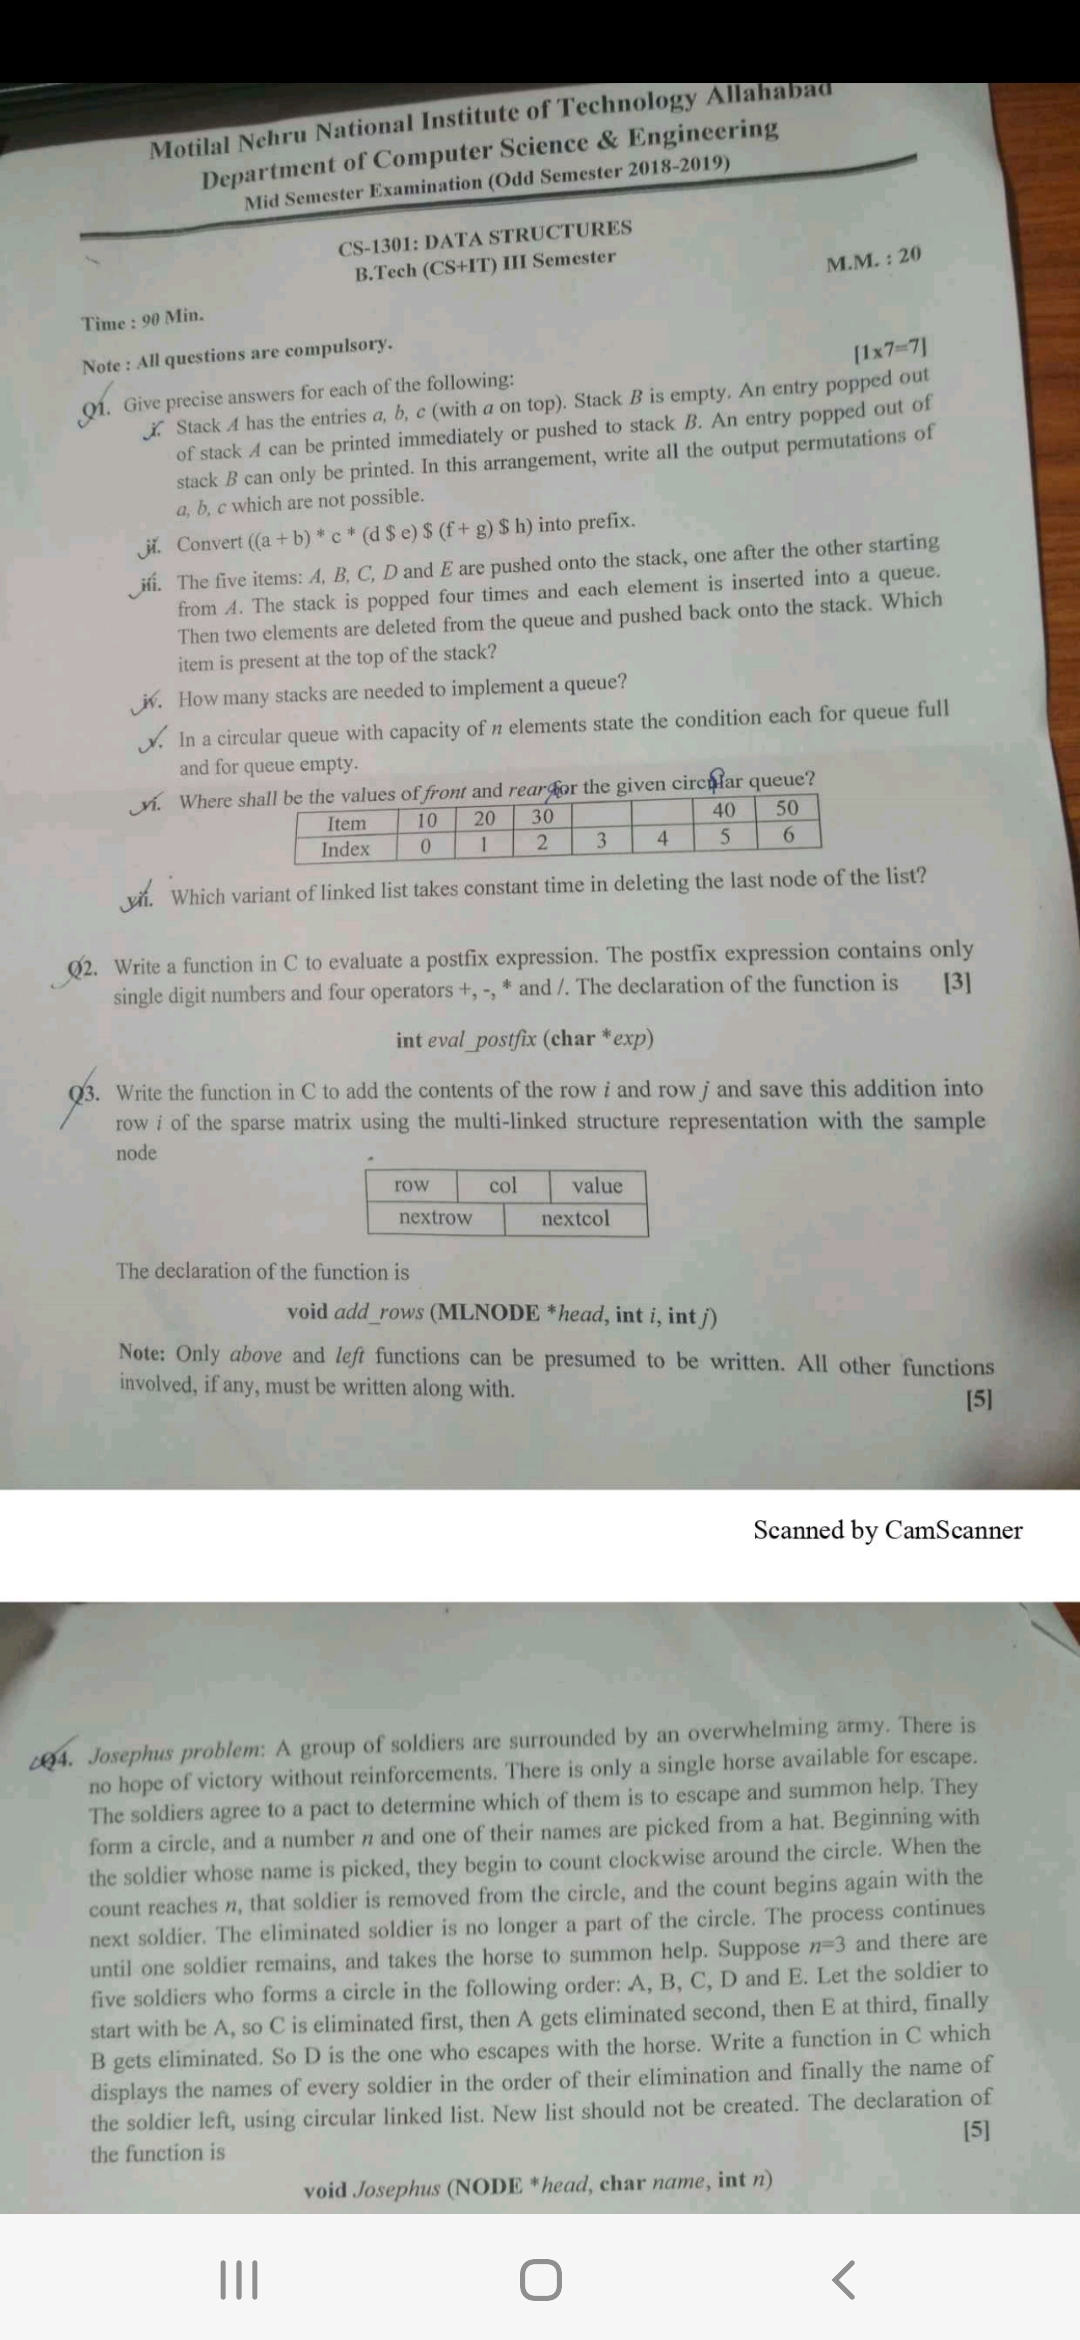 Motilal Nehru National Institute of Technology Allahabad
Department of Computer Science & Engineering
Mid Semester Examination (Odd Semester 2018-2019)
CS-1301: DATA STRUCTURES
B.Tech (CS+IT) III Semester
M.M. : 20
Time : 90 Min.
Note : All questions are compulsory.
[1x7=7]
Q1. Give precise answers for each of the following:
i. Stack A has the entries a, b, c (with a on top). Stack B is empty. An entry popped out
of stack A can be printed immediately or pushed to stack B. An entry popped out of
stack B can only be printed. In this arrangement, write all the output permutations of
a, b, c which are not possible.
ii. Convert ((a + b) * c * (d $ e) $ (f + g) $ h) into prefix.
iii. The five items: A, B, C, D and E are pushed onto the stack, one after the other starting
from A. The stack is popped four times and each element is inserted into a queue.
Then two elements are deleted from the queue and pushed back onto the stack. Which
item is present at the top of the stack?
iv. How many stacks are needed to implement a queue?
v. In a circular queue with capacity of n elements state the condition each for queue full
and for queue empty.
vi. Where shall be the values of front and rear for the given circular queue?
Item 10 20 30 40 50
Index 0 1 2 3 4 5 6
vii. Which variant of linked list takes constant time in deleting the last node of the list?
Q2. Write a function in C to evaluate a postfix expression. The postfix expression contains only
single digit numbers and four operators +, -, * and /. The declaration of the function is [3]
int eval_postfix (char *exp)
Q3. Write the function in C to add the contents of the row i and row j and save this addition into
row i of the sparse matrix using the multi-linked structure representation with the sample
node
row col value
nextrow nextcol
The declaration of the function is
void add_rows (MLNODE *head, int i, int j)
Note: Only above and left functions can be presumed to be written. All other functions
involved, if any, must be written along with.
[5]
Scanned by CamScanner
Q4. Josephus problem: A group of soldiers are surrounded by an overwhelming army. There is
no hope of victory without reinforcements. There is only a single horse available for escape.
The soldiers agree to a pact to determine which of them is to escape and summon help. They
form a circle, and a number n and one of their names are picked from a hat. Beginning with
the soldier whose name is picked, they begin to count clockwise around the circle. When the
count reaches n, that soldier is removed from the circle, and the count begins again with the
next soldier. The eliminated soldier is no longer a part of the circle. The process continues
until one soldier remains, and takes the horse to summon help. Suppose n=3 and there are
five soldiers who forms a circle in the following order: A, B, C, D and E. Let the soldier to
start with be A, so C is eliminated first, then A gets eliminated second, then E at third, finally
B gets eliminated. So D is the one who escapes with the horse. Write a function in C which
displays the names of every soldier in the order of their elimination and finally the name of
the soldier left, using circular linked list. New list should not be created. The declaration of
the function is [5]
void Josephus (NODE *head, char name, int n)